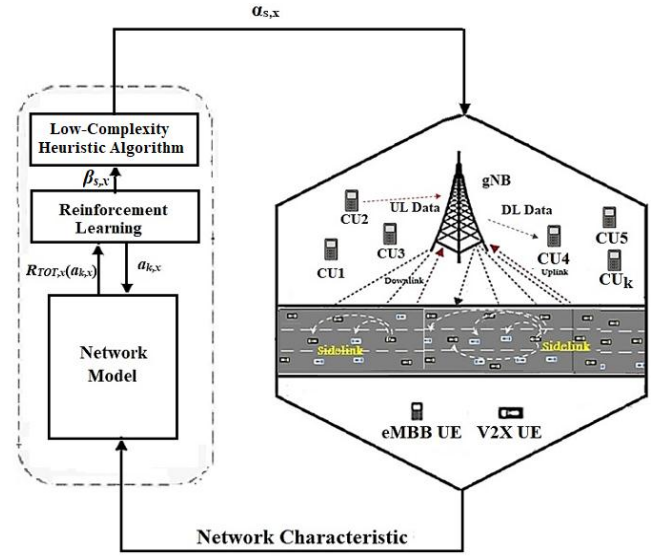 αs,x
Low-Complexity
Heuristic Algorithm
βs,x
Reinforcement
Learning
RTOT,x(ak,x)
ak,x
Network
Model
gNB
CU2
UL Data
DL Data
CU5
CU1
CU3
CU4
Uplink
CUk
Downlink
Sidelink
Sidelink
eMBB UE
V2X UE
Network Characteristic